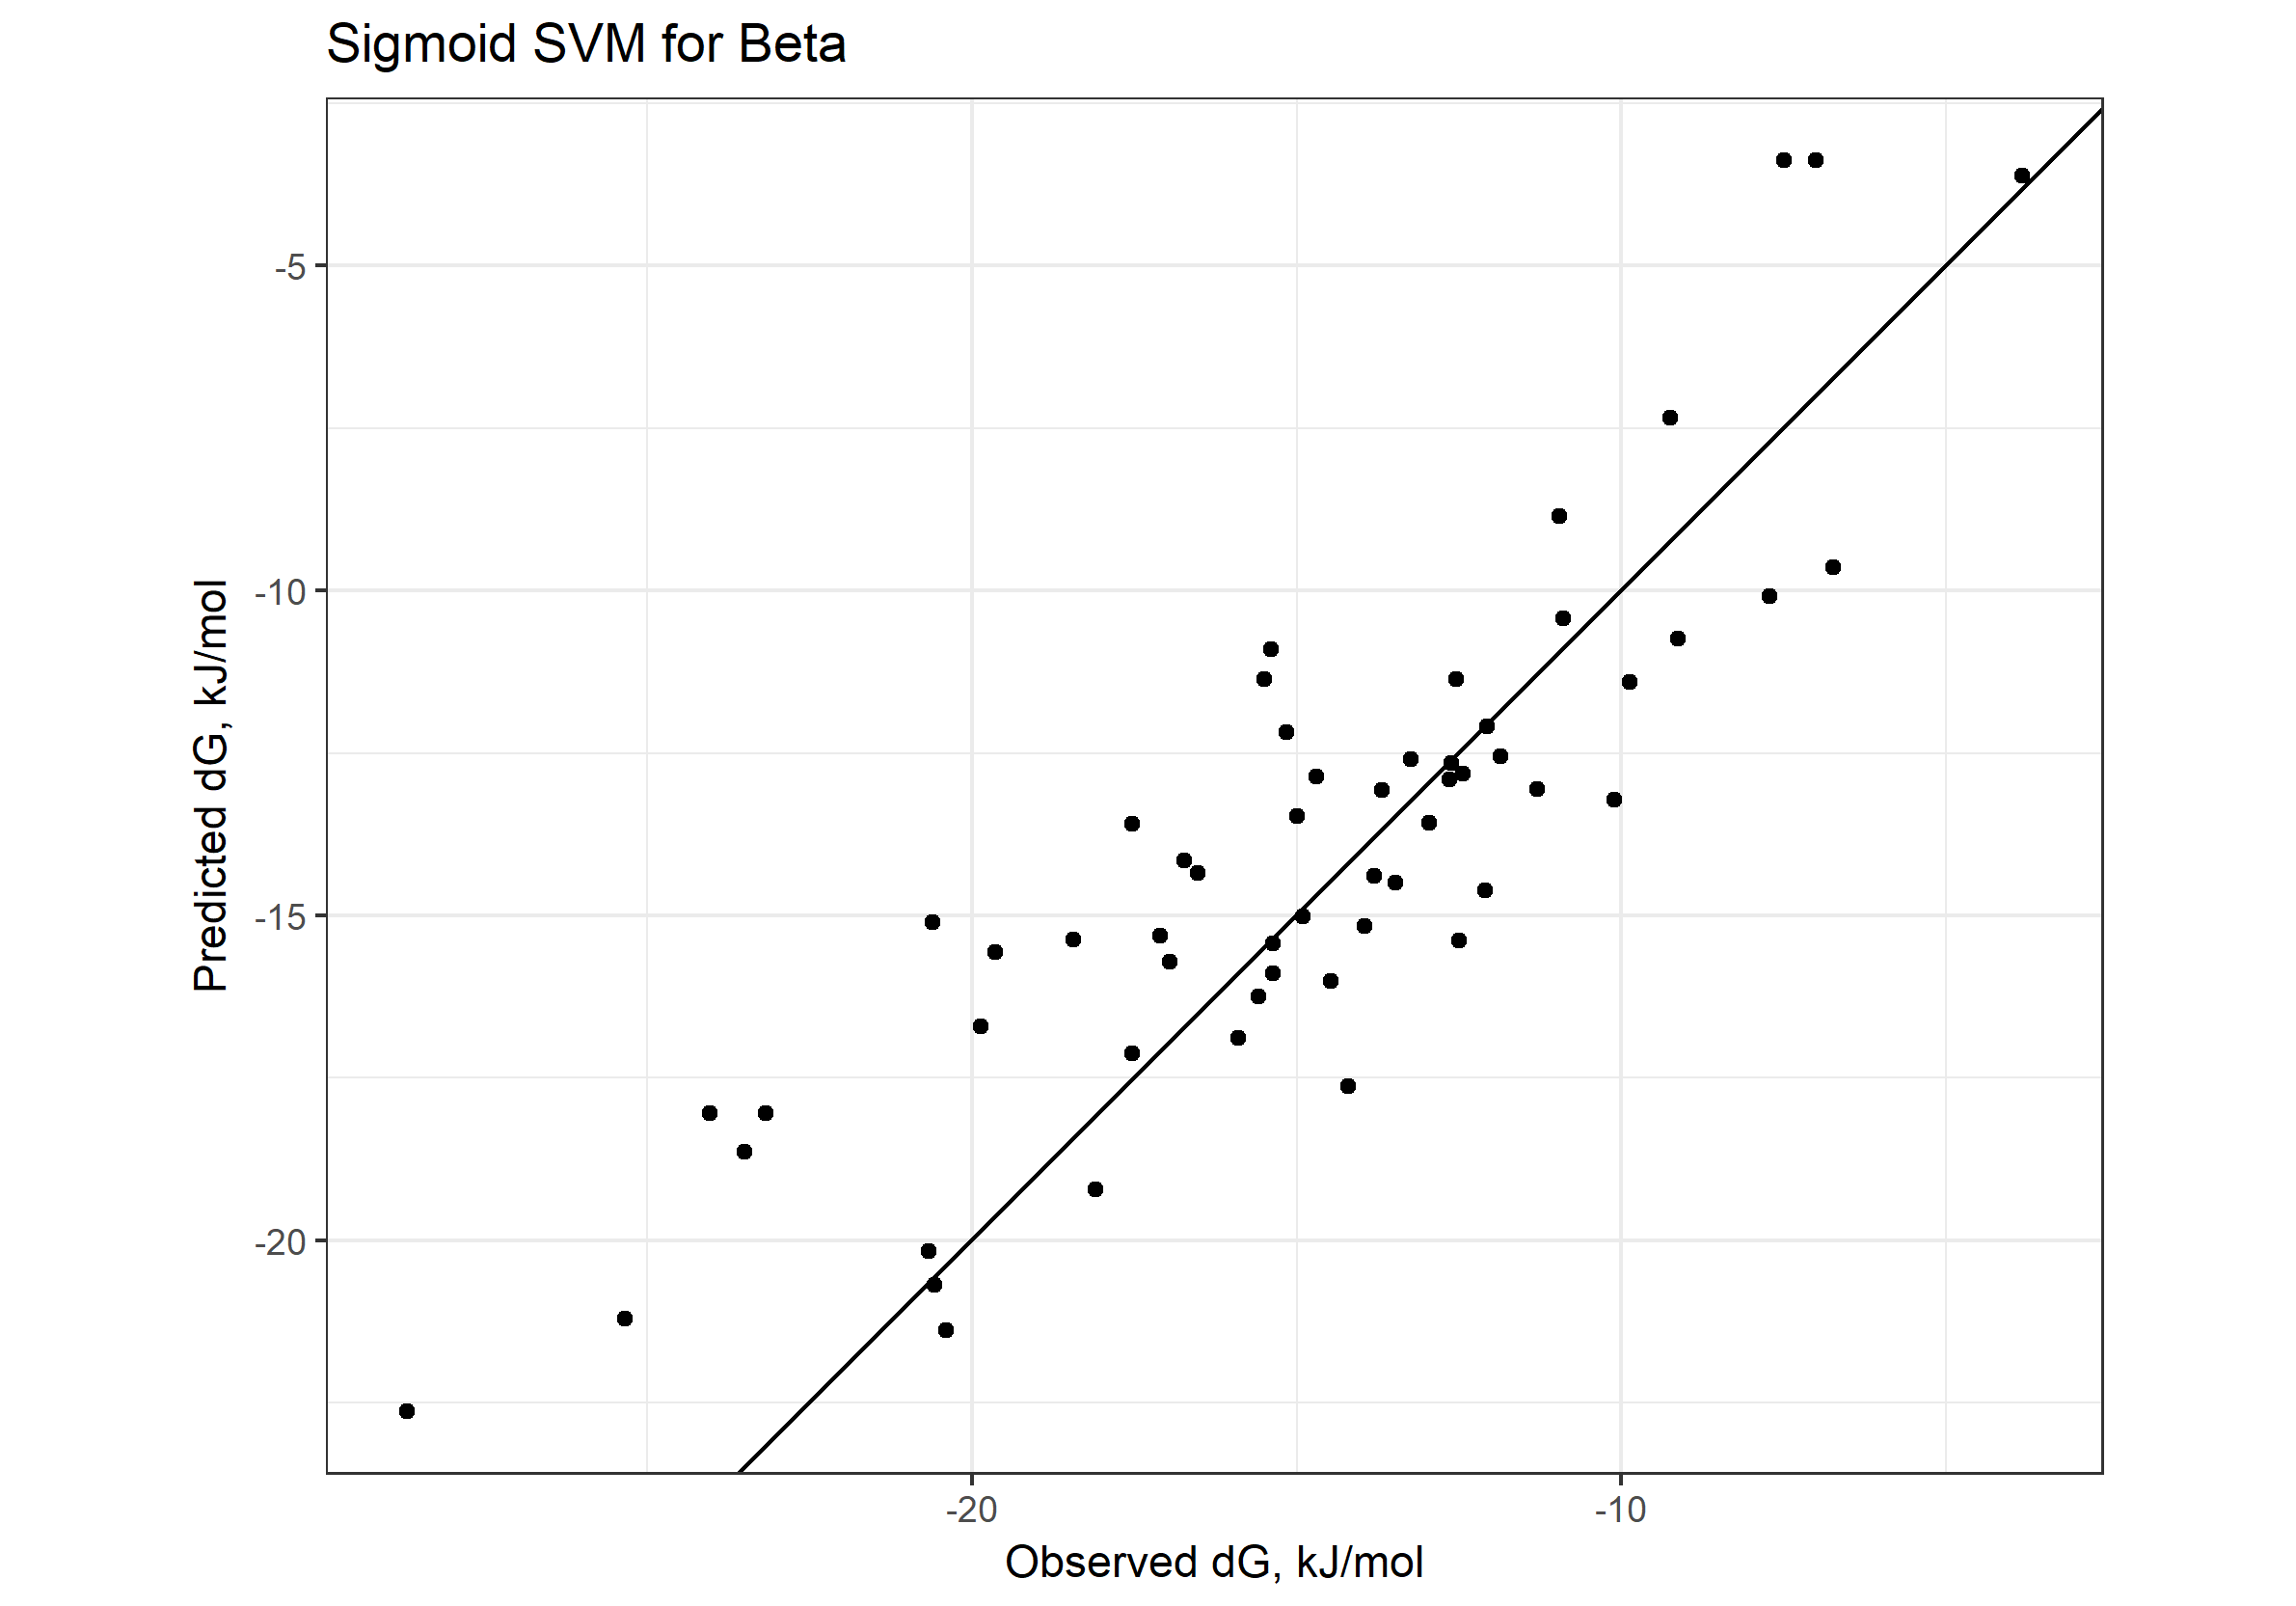 Sigmoid SVM for Beta
Predicted dG, kJ/mol
-5
-10
-15
-20
-20
-10
Observed dG, kJ/mol